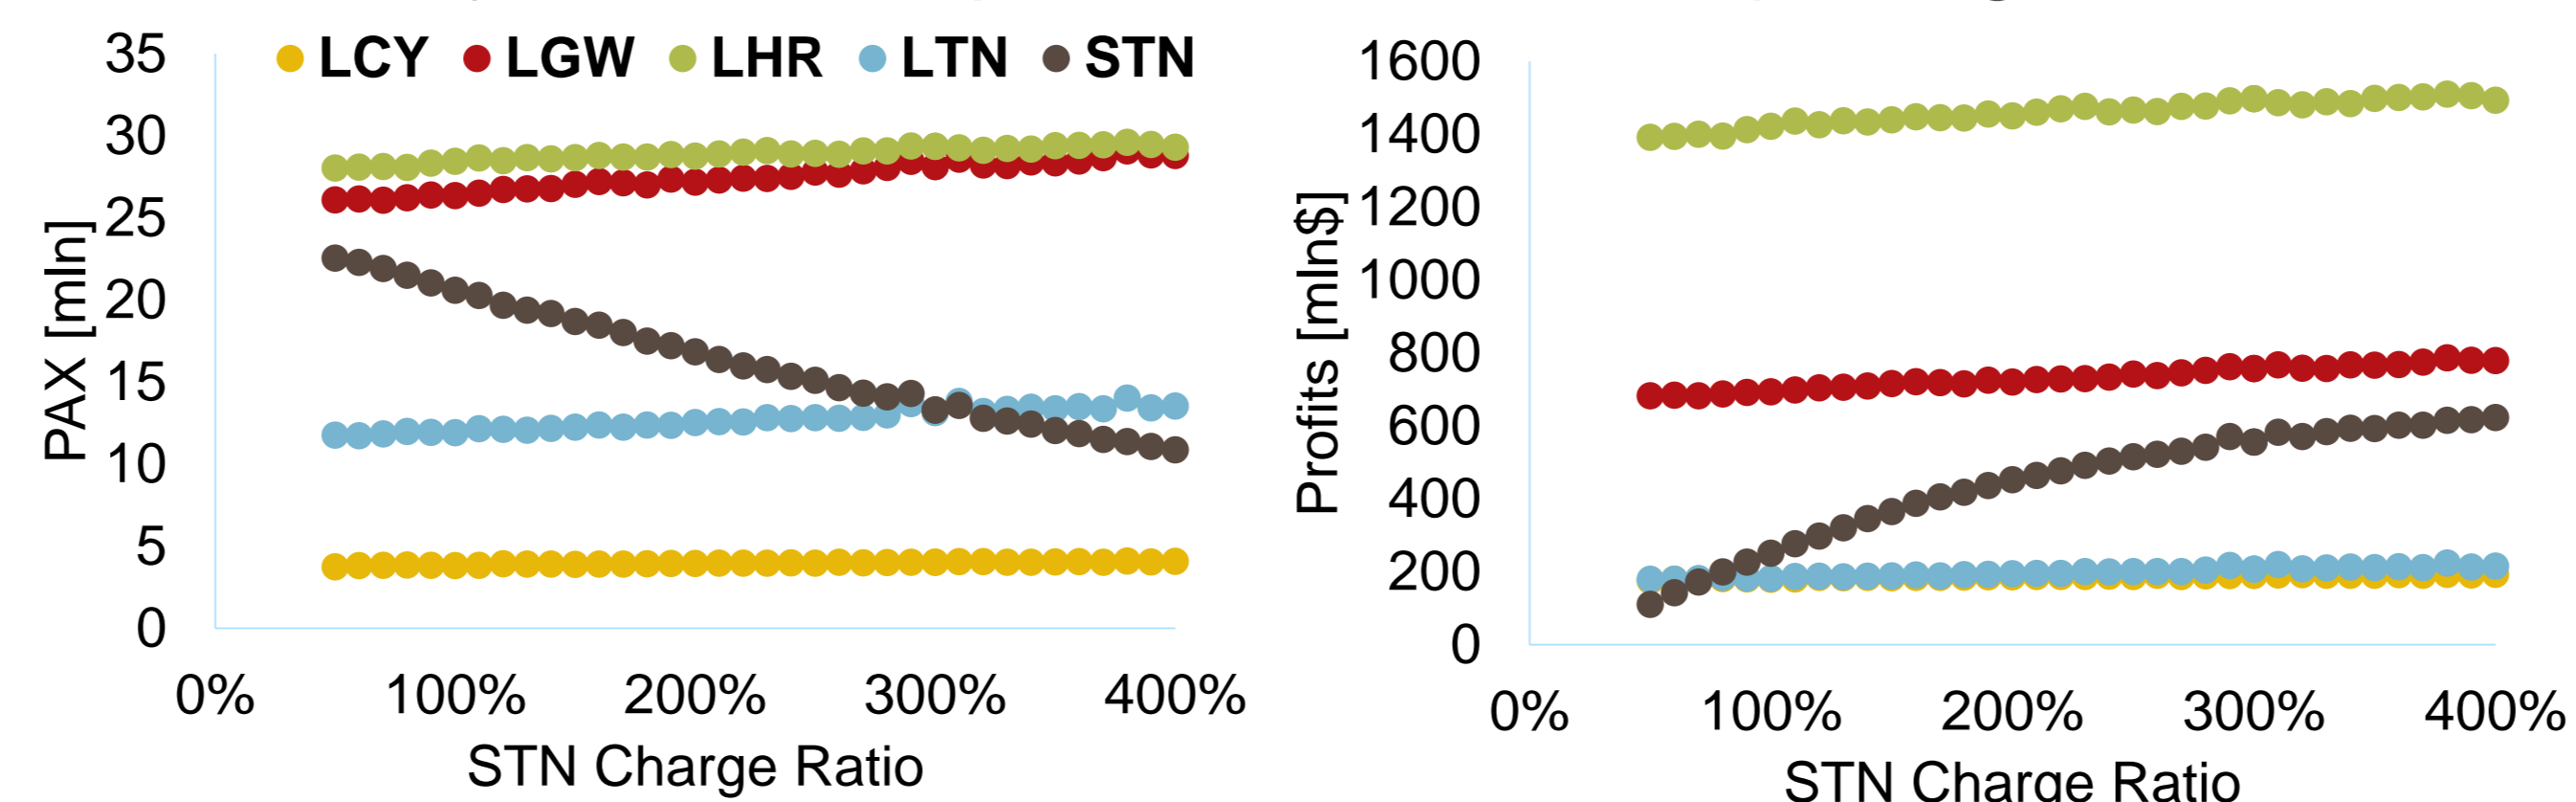 LCY LGW LHR LTN STN
PAX [mln]
35
30
25
20
15
10
5
0
0% 100% 200% 300% 400%
STN Charge Ratio
Profits [mln$]
1600
1400
1200
1000
800
600
400
200
0
0% 100% 200% 300% 400%
STN Charge Ratio